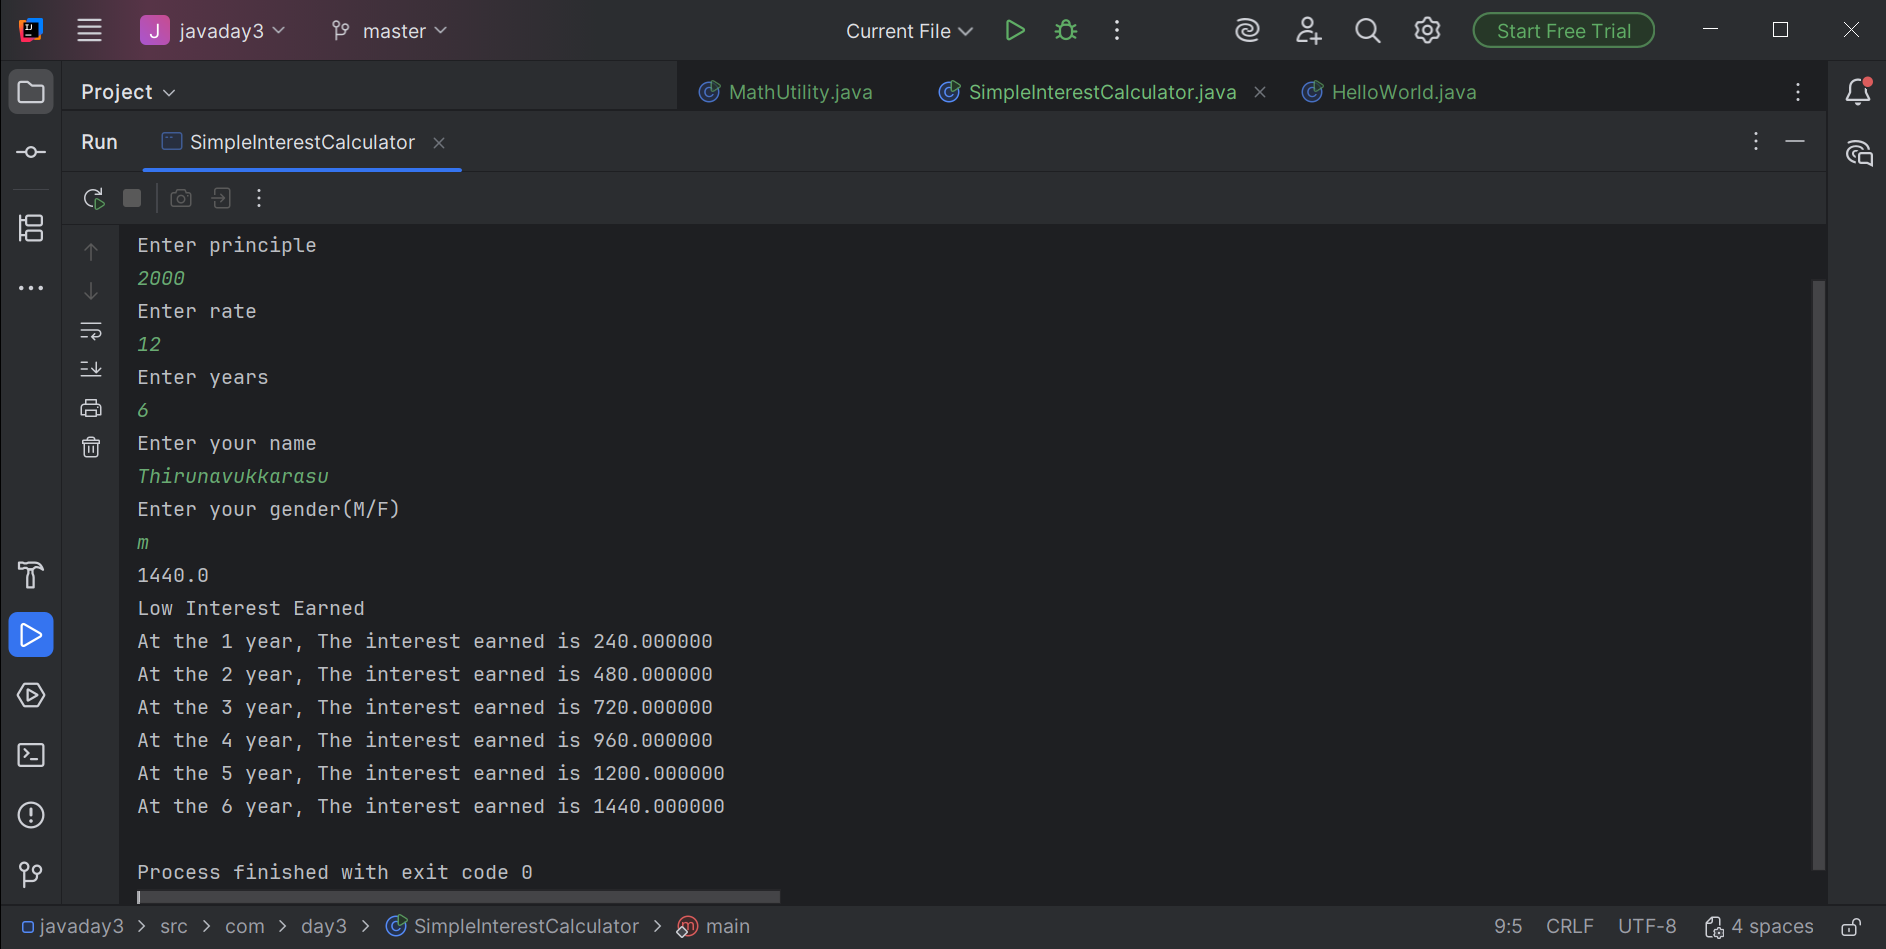 J javaday3 master Current File Start Free Trial
Project MathUtility.java SimpleInterestCalculator.java HelloWorld.java
Run SimpleInterestCalculator
Enter principle
2000
Enter rate
12
Enter years
6
Enter your name
Thirunavukkarasu
Enter your gender(M/F)
m
1440.0
Low Interest Earned
At the 1 year, The interest earned is 240.000000
At the 2 year, The interest earned is 480.000000
At the 3 year, The interest earned is 720.000000
At the 4 year, The interest earned is 960.000000
At the 5 year, The interest earned is 1200.000000
At the 6 year, The interest earned is 1440.000000
Process finished with exit code 0
javaday3 > src > com > day3 > SimpleInterestCalculator > main 9:5 CRLF UTF-8 4 spaces